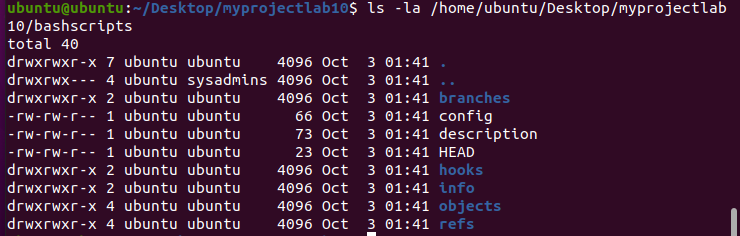 ubuntu@ubuntu:~/Desktop/myprojectlab10$ ls -la /home/ubuntu/Desktop/myprojectlab
10/bashscripts
total 40
drwxrwxr-x 7 ubuntu ubuntu    4096 Oct  3 01:41 .
drwxrwx--- 4 ubuntu sysadmins 4096 Oct  3 01:41 ..
drwxrwxr-x 2 ubuntu ubuntu    4096 Oct  3 01:41 branches
-rw-rw-r-- 1 ubuntu ubuntu      66 Oct  3 01:41 config
-rw-rw-r-- 1 ubuntu ubuntu      73 Oct  3 01:41 description
-rw-rw-r-- 1 ubuntu ubuntu      23 Oct  3 01:41 HEAD
drwxrwxr-x 2 ubuntu ubuntu    4096 Oct  3 01:41 hooks
drwxrwxr-x 2 ubuntu ubuntu    4096 Oct  3 01:41 info
drwxrwxr-x 4 ubuntu ubuntu    4096 Oct  3 01:41 objects
drwxrwxr-x 4 ubuntu ubuntu    4096 Oct  3 01:41 refs